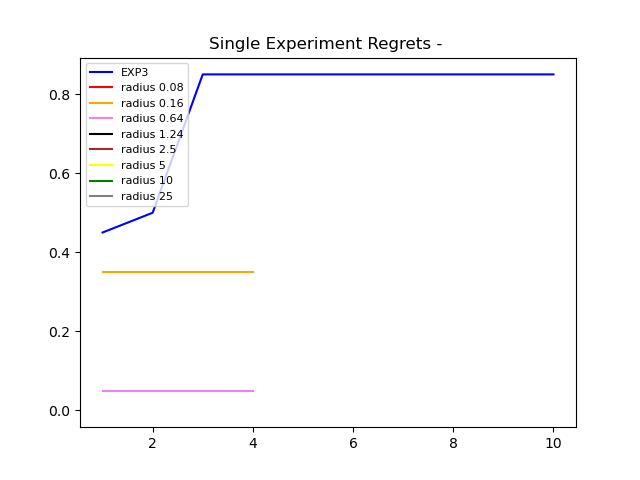 Single Experiment Regrets -
EXP3
radius 0.08
radius 0.16
radius 0.64
radius 1.24
radius 2.5
radius 5
radius 10
radius 25
0.8
0.6
0.4
0.2
0.0
2 4 6 8 10